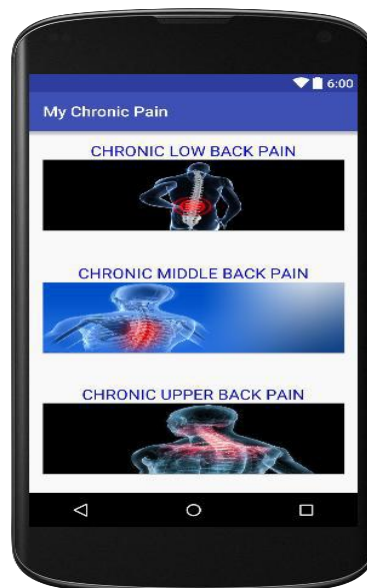 6:00
My Chronic Pain
CHRONIC LOW BACK PAIN
CHRONIC MIDDLE BACK PAIN
CHRONIC UPPER BACK PAIN